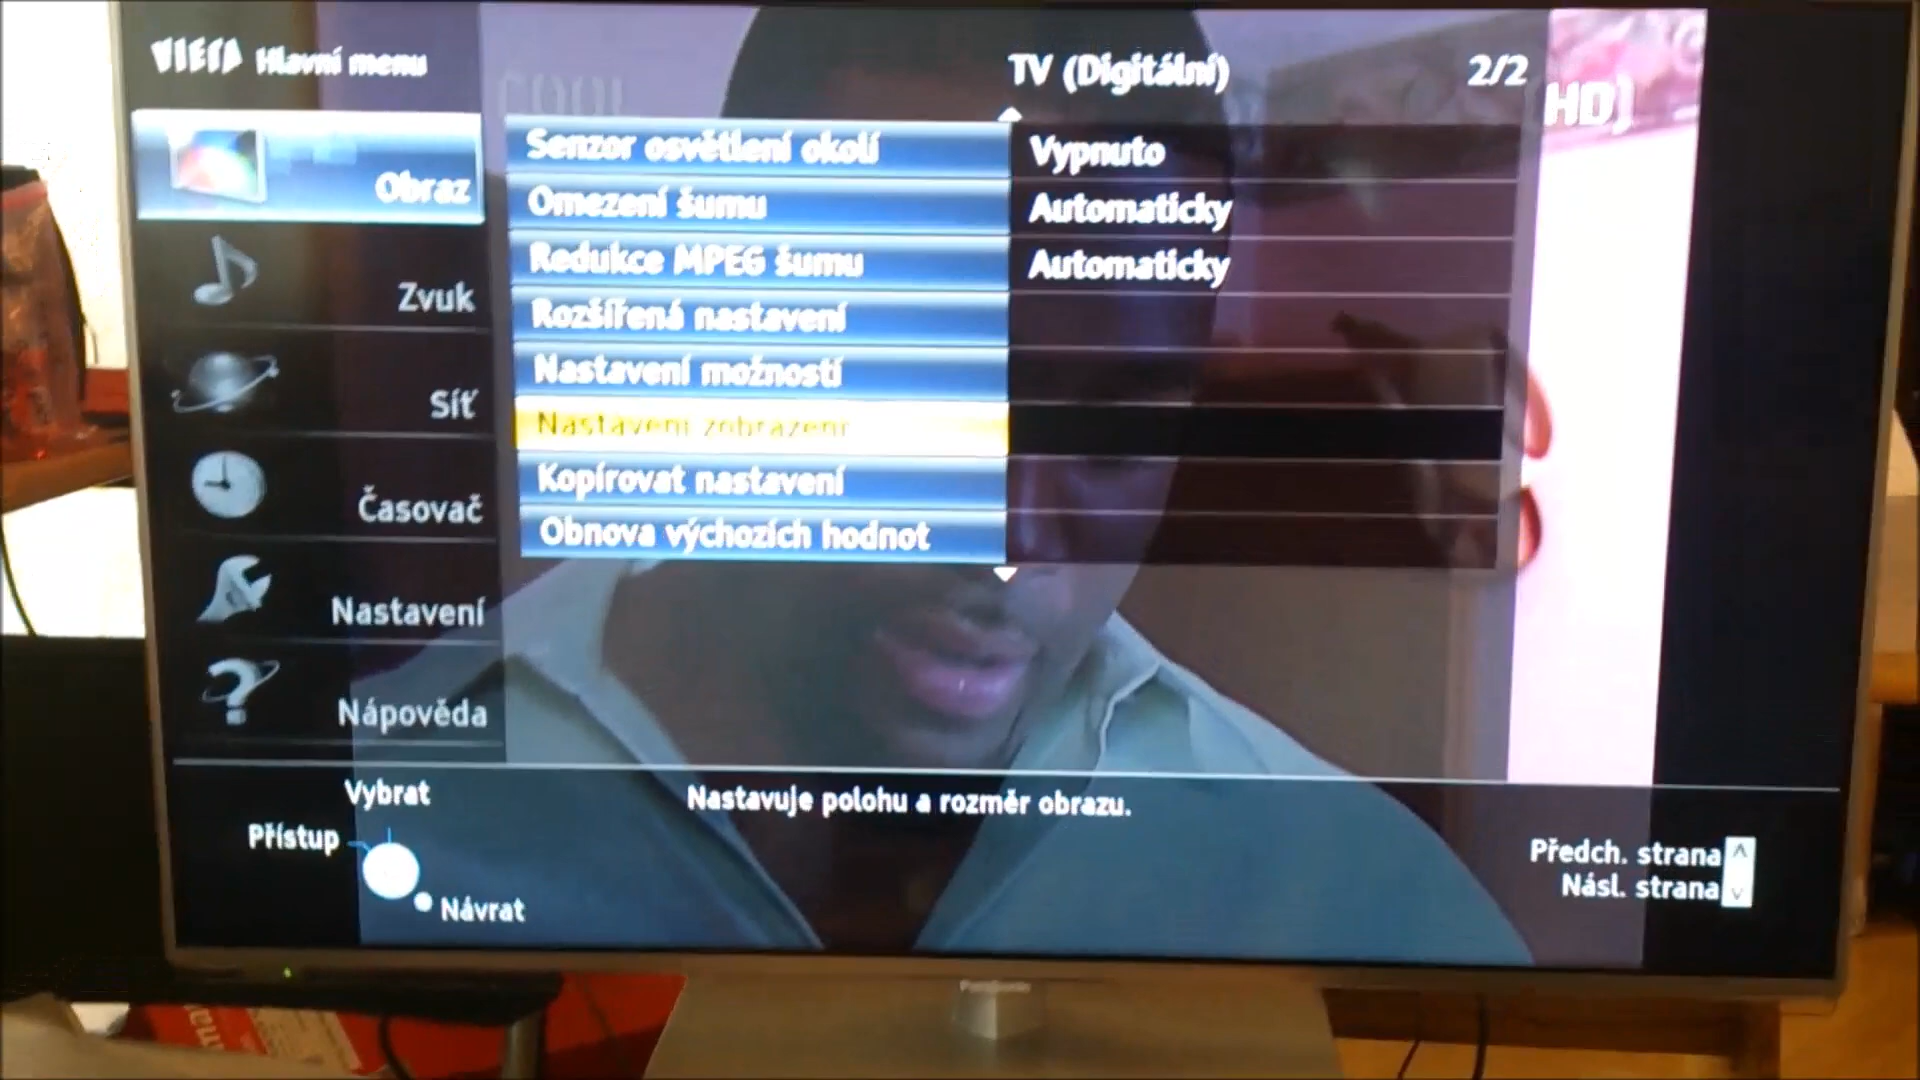 VIErA Hlavní menu
TV (Digitální)
2/2
COOL
HD
Obraz
Zvuk
Síť
Časovač
Nastavení
Nápověda
Senzor osvětlení okolí Vypnuto
Omezení šumu Automaticky
Redukce MPEG šumu Automaticky
Rozšířená nastavení
Nastavení možností
Nastavení zobrazení
Kopírovat nastavení
Obnova výchozích hodnot
Vybrat
Přístup
Návrat
Nastavuje polohu a rozměr obrazu.
Předch. strana
Násl. strana
Panasonic